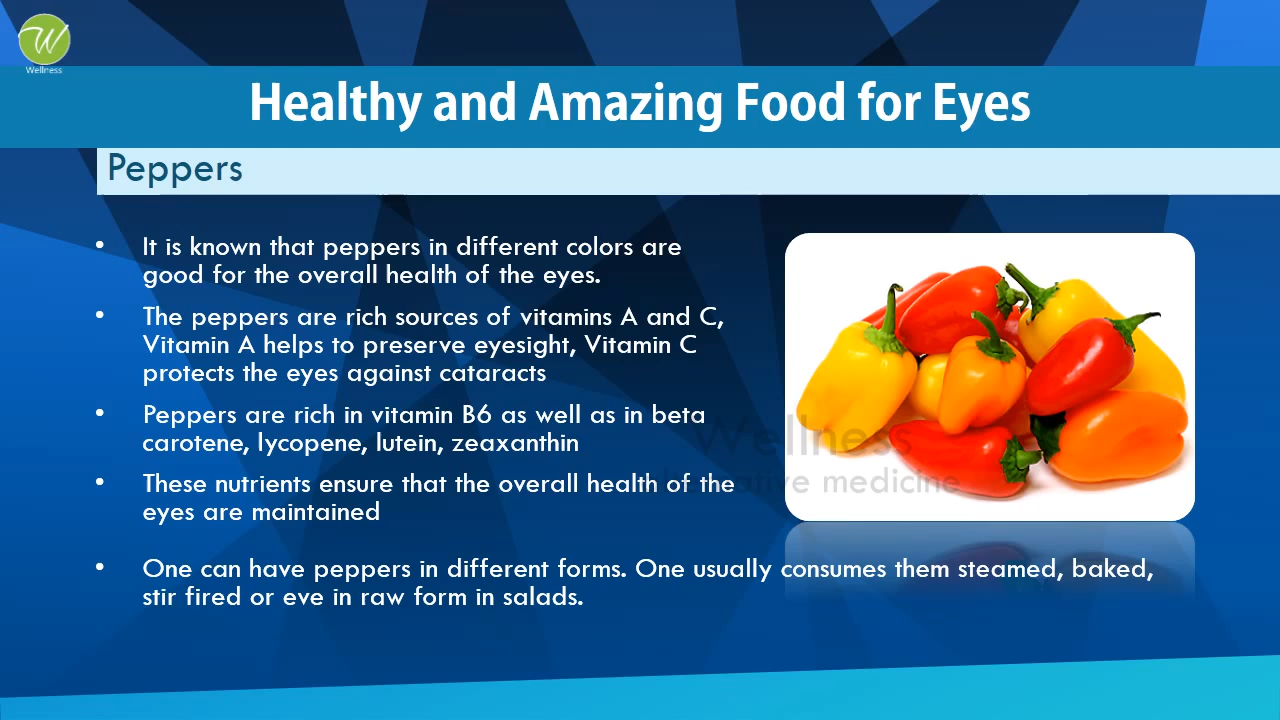 W
Wellness
Healthy and Amazing Food for Eyes
Peppers
• It is known that peppers in different colors are
good for the overall health of the eyes.
• The peppers are rich sources of vitamins A and C,
Vitamin A helps to preserve eyesight, Vitamin C
protects the eyes against cataracts
• Peppers are rich in vitamin B6 as well as in beta
carotene, lycopene, lutein, zeaxanthin
• These nutrients ensure that the overall health of the
eyes are maintained
• One can have peppers in different forms. One usually consumes them steamed, baked,
stir fired or eve in raw form in salads.
Wellness
medicine